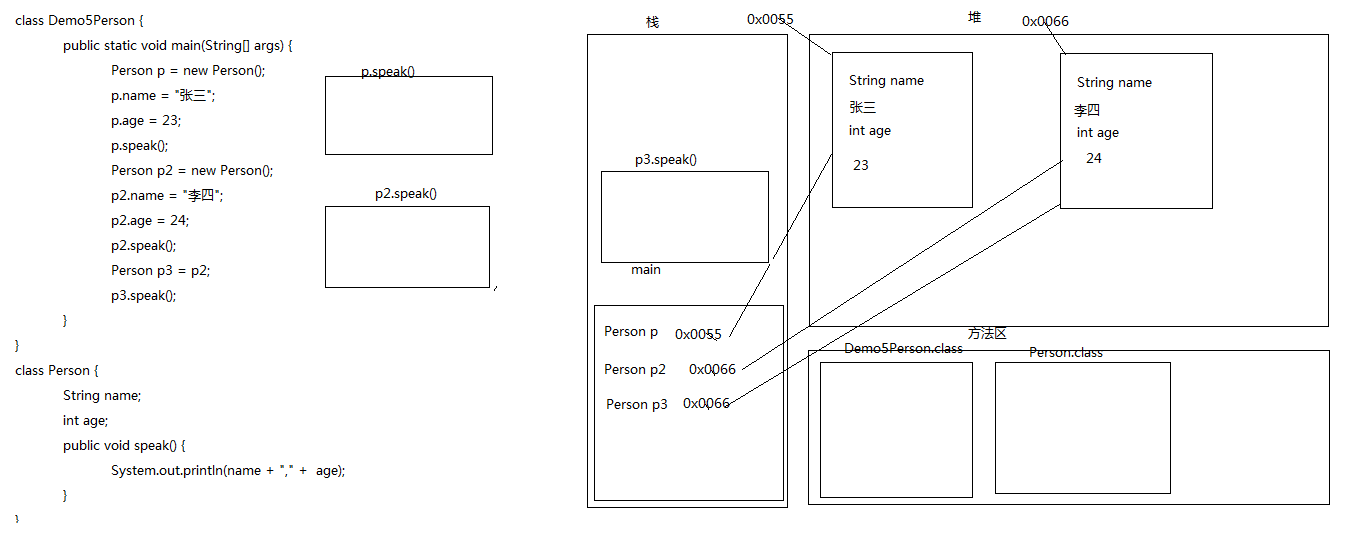 class Demo5Person {
public static void main(String[] args) {
Person p = new Person();
p.name = "张三";
p.age = 23;
p.speak();
Person p2 = new Person();
p2.name = "李四";
p2.age = 24;
p2.speak();
Person p3 = p2;
p3.speak();
}
}
class Person {
String name;
int age;
public void speak() {
System.out.println(name + "," +  age);
}
}
p.speak()
p2.speak()
栈
p3.speak()
main
Person p 0x0055
Person p2 0x0066
Person p3 0x0066
堆
0x0055
String name
张三
int age
23
0x0066
String name
李四
int age
24
方法区
Demo5Person.class
Person.class